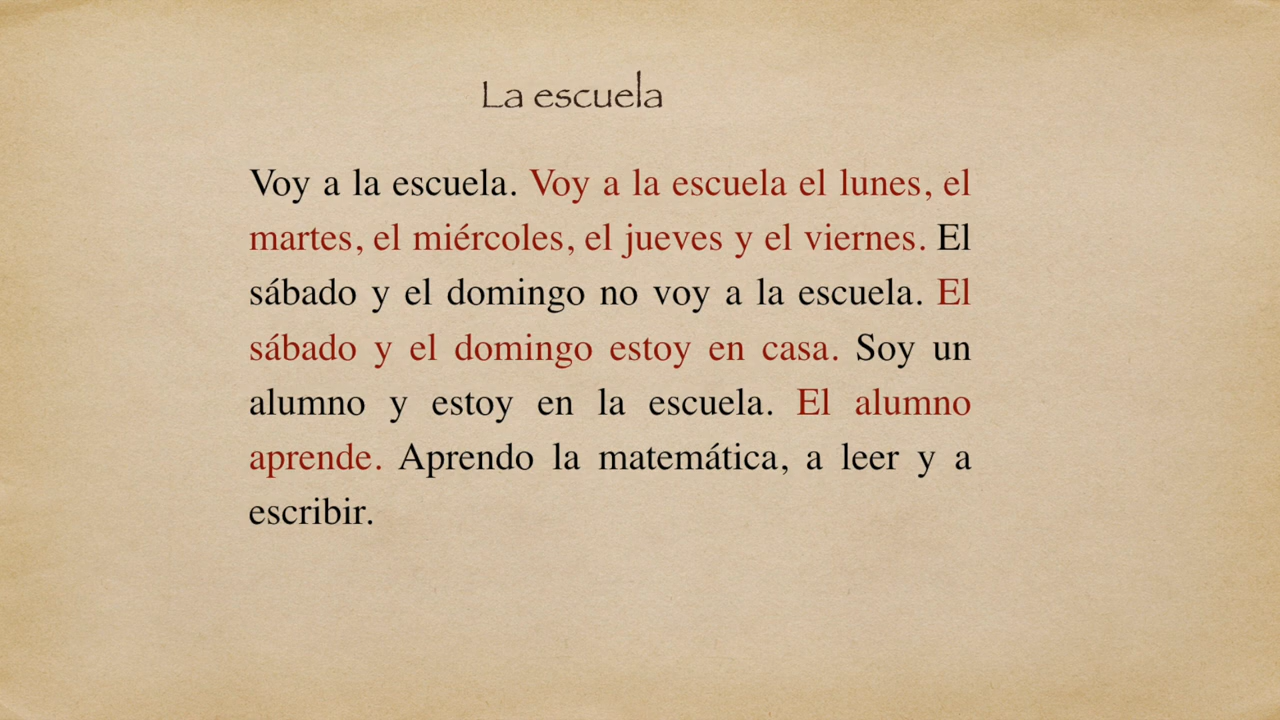 La escuela
Voy a la escuela. Voy a la escuela el lunes, el
martes, el miércoles, el jueves y el viernes. El
sábado y el domingo no voy a la escuela. El
sábado y el domingo estoy en casa. Soy un
alumno y estoy en la escuela. El alumno
aprende. Aprendo la matemática, a leer y a
escribir.